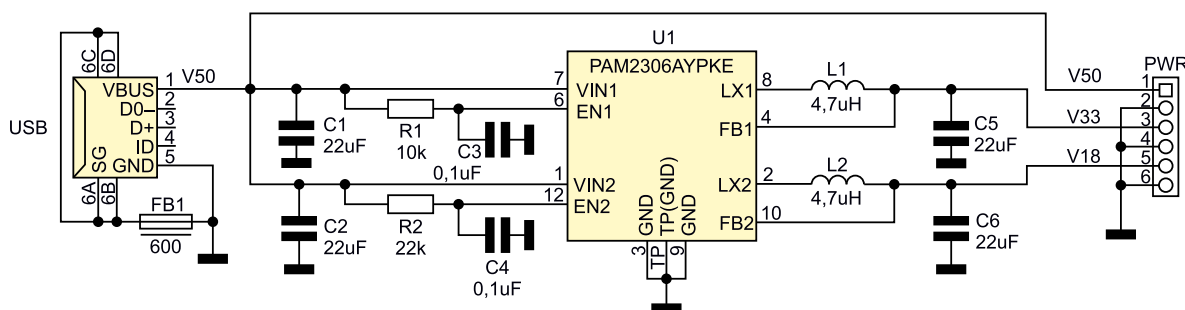 USB
6C
6D
VBUS
D0–
D+
ID
GND
SG
1
2
3
4
5
6A
6B
V50
FB1
600
C1
22uF
C2
22uF
R1
10k
C3
0,1uF
R2
22k
C4
0,1uF
U1
PAM2306AYPKE
7
VIN1
6
EN1
1
VIN2
12
EN2
LX1
8
FB1
4
LX2
2
FB2
10
GND
TP(GND)
GND
3
TP
9
L1
4,7uH
L2
4,7uH
C5
22uF
C6
22uF
V50
V33
V18
PWR
1
2
3
4
5
6